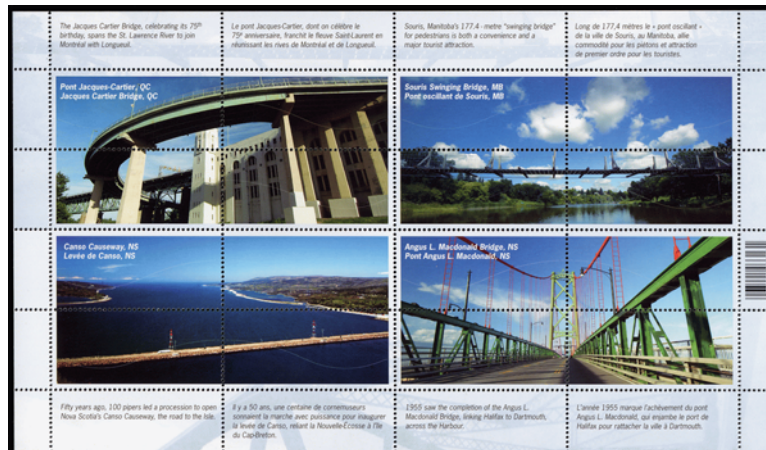 The Jacques Cartier Bridge, celebrating its 75th
birthday, spans the St. Lawrence River to join
Montréal with Longueuil.
Le pont Jacques-Cartier, dont on célèbre le
75e anniversaire, franchit le fleuve Saint-Laurent en
réunissant les rives de Montréal et de Longueuil.
Souris, Manitoba's 177.4 - metre "swinging bridge"
for pedestrians is both a convenience and a
major tourist attraction.
Long de 177,4 mètres le « pont oscillant »
de la ville de Souris, au Manitoba, allie
commodité pour les piétons et attraction
de premier ordre pour les touristes.
Pont Jacques-Cartier, QC
Jacques Cartier Bridge, QC
Souris Swinging Bridge, MB
Pont oscillant de Souris, MB
Canso Causeway, NS
Levée de Canso, NS
Angus L. Macdonald Bridge, NS
Pont Angus L. Macdonald, NS
Fifty years ago, 100 pipers led a procession to open
Nova Scotia's Canso Causeway, the road to the Isle.
Il y a 50 ans, une centaine de cornemuseurs
sonnaient la marche avec puissance pour inaugurer
la levée de Canso, reliant la Nouvelle-Écosse à l'île
du Cap-Breton.
1955 saw the completion of the Angus L.
Macdonald Bridge, linking Halifax to Dartmouth,
across the Harbour.
L'année 1955 marque l'achèvement du pont
Angus L. Macdonald, qui enjambe le port de
Halifax pour rattacher la ville à Dartmouth.